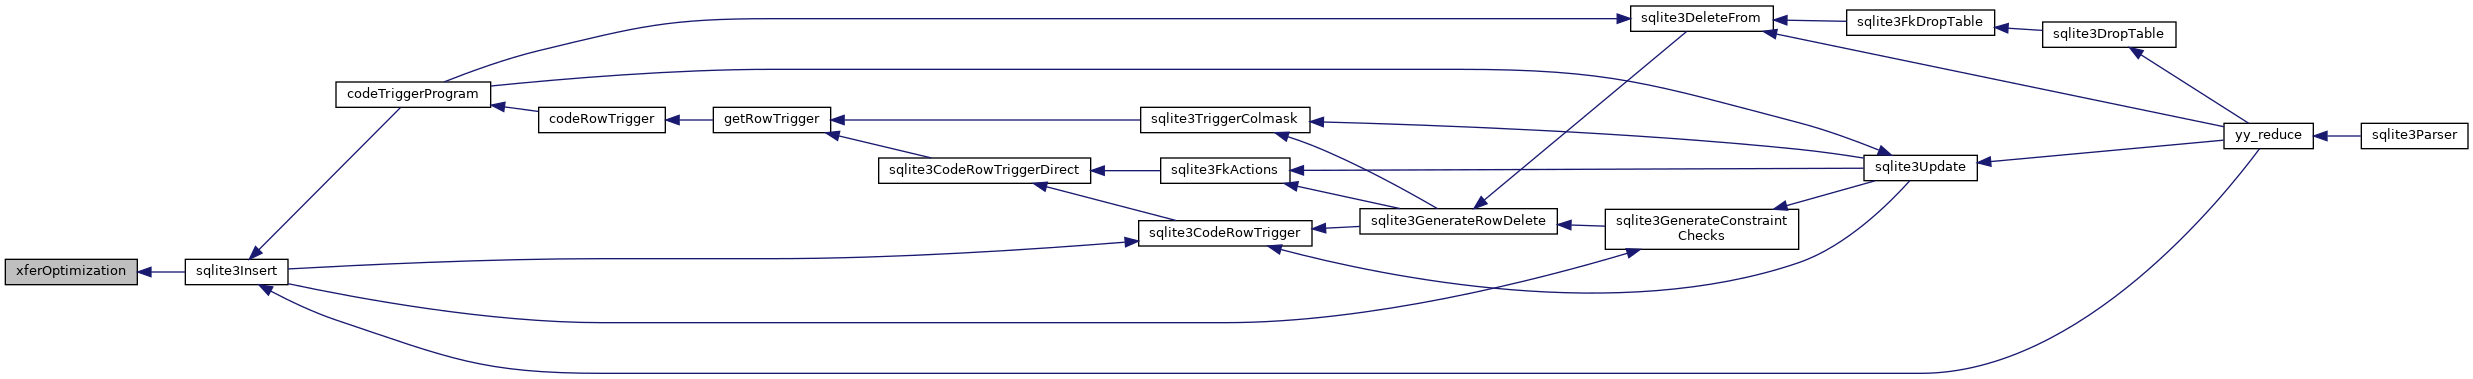 sqlite3DeleteFrom
sqlite3FkDropTable
sqlite3DropTable
codeTriggerProgram
codeRowTrigger
getRowTrigger
sqlite3TriggerColmask
yy_reduce
sqlite3Parser
sqlite3CodeRowTriggerDirect
sqlite3FkActions
sqlite3Update
sqlite3CodeRowTrigger
sqlite3GenerateRowDelete
sqlite3GenerateConstraint
Checks
xferOptimization
sqlite3Insert